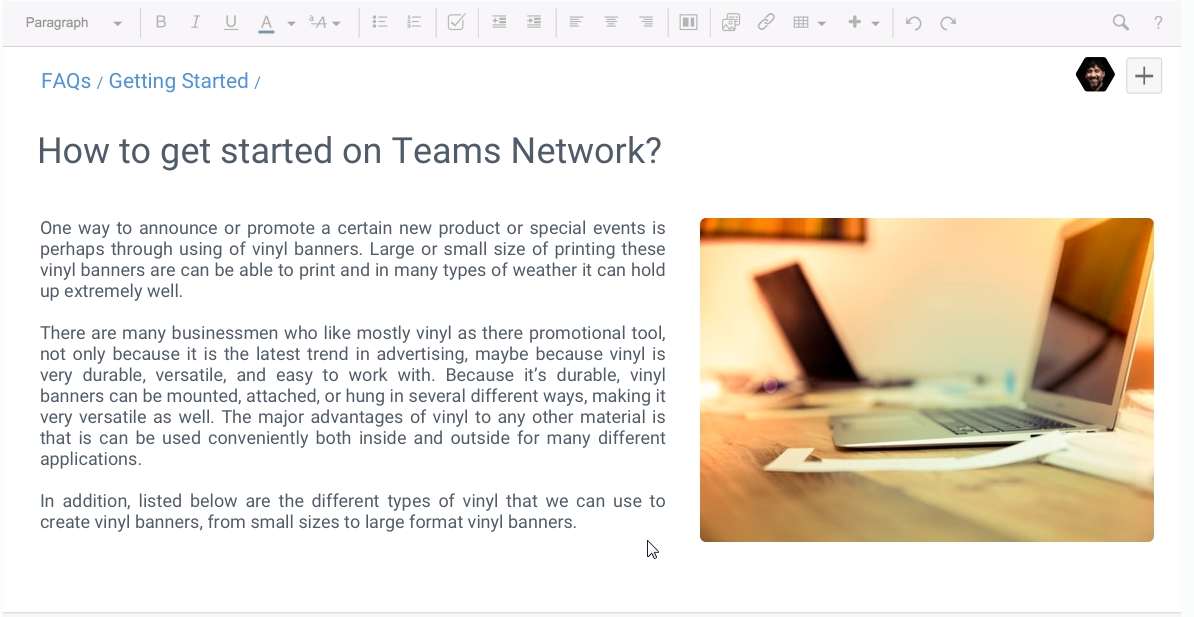 Paragraph
B I U A A ?
FAQs / Getting Started /
How to get started on Teams Network?
One way to announce or promote a certain new product or special events is
perhaps through using of vinyl banners. Large or small size of printing these
vinyl banners are can be able to print and in many types of weather it can hold
up extremely well.
There are many businessmen who like mostly vinyl as there promotional tool,
not only because it is the latest trend in advertising, maybe because vinyl is
very durable, versatile, and easy to work with. Because it’s durable, vinyl
banners can be mounted, attached, or hung in several different ways, making it
very versatile as well. The major advantages of vinyl to any other material is
that is can be used conveniently both inside and outside for many different
applications.
In addition, listed below are the different types of vinyl that we can use to
create vinyl banners, from small sizes to large format vinyl banners.